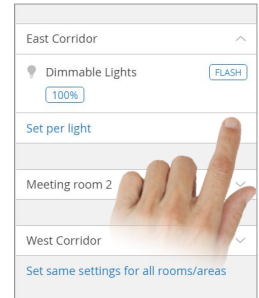 East Corridor
Dimmable Lights FLASH
100%
Set per light
Meeting room 2
West Corridor
Set same settings for all rooms/areas